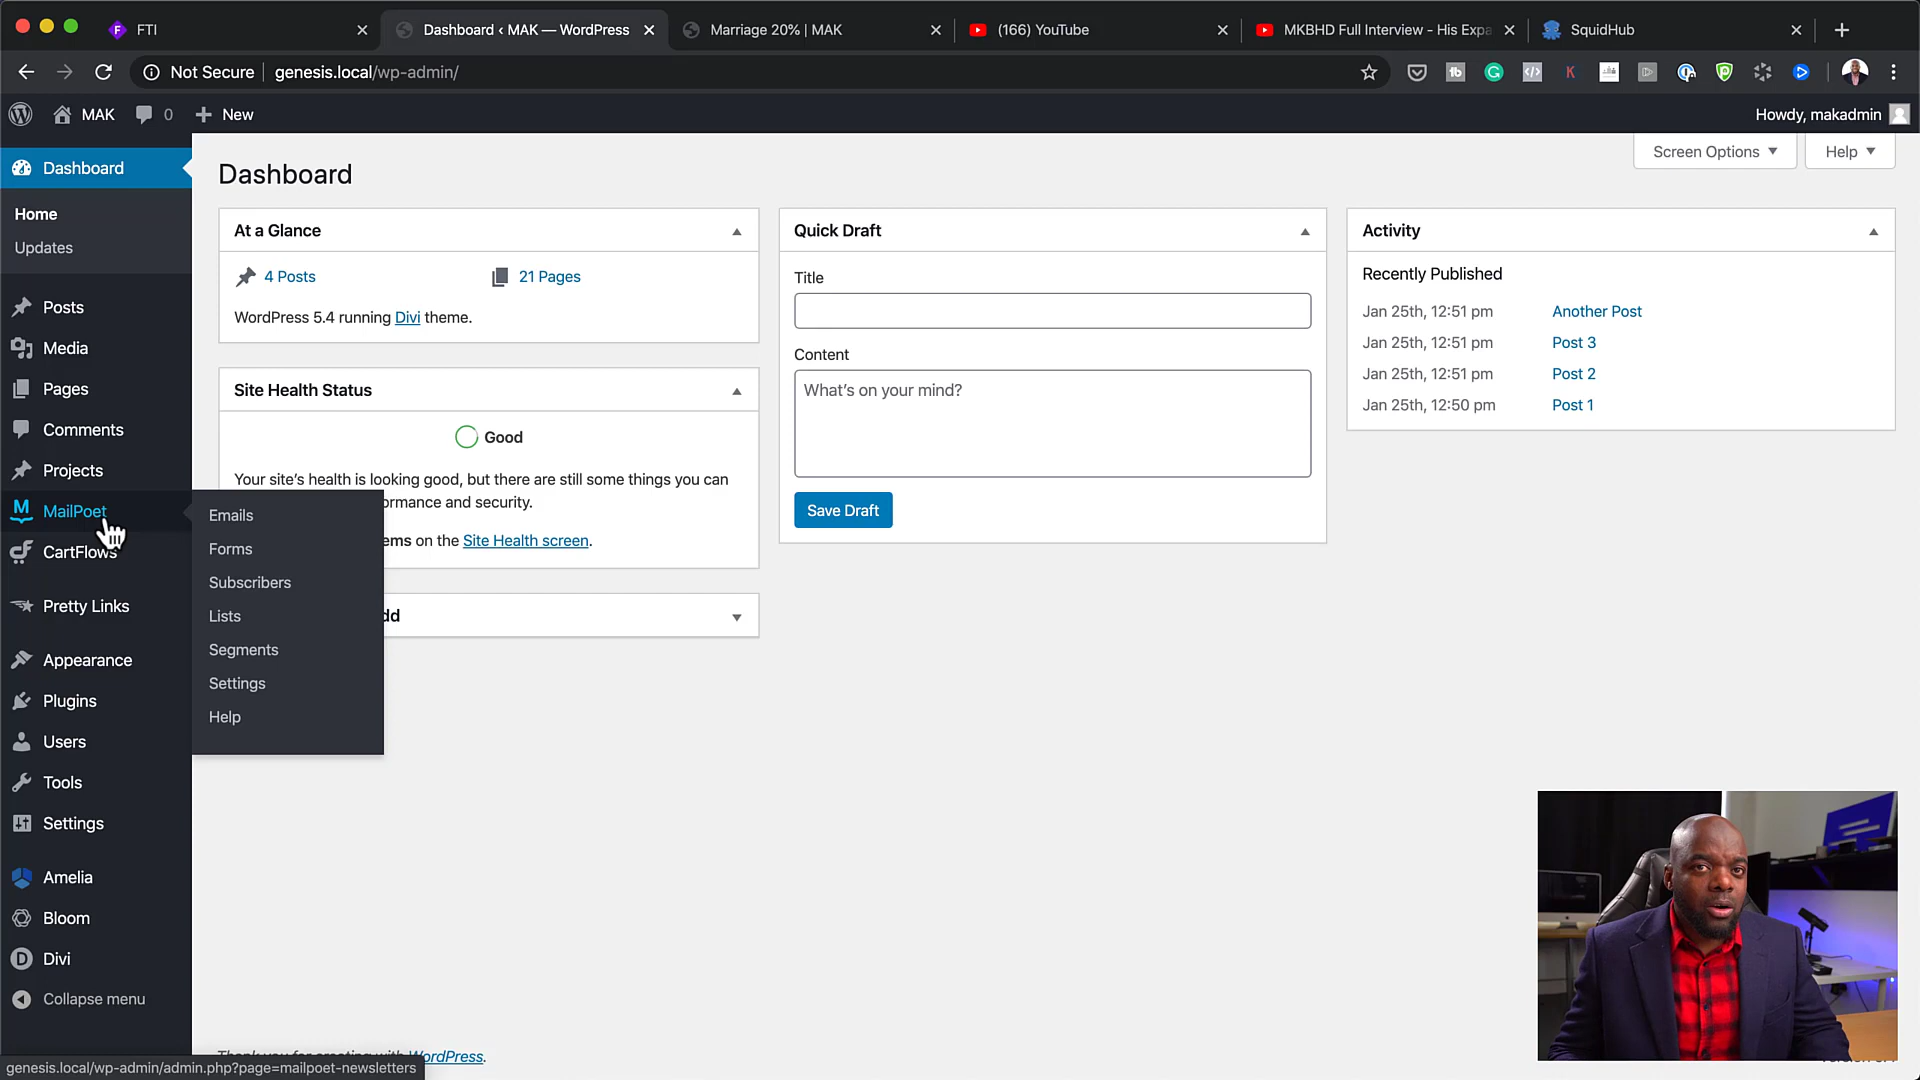 FTI
Dashboard ‹ MAK — WordPress
Marriage 20% | MAK
(166) YouTube
MKBHD Full Interview - His Expa
SquidHub
Not Secure
genesis.local/wp-admin/
MAK
0
New
Howdy, makadmin
Dashboard
Home
Updates
Posts
Media
Pages
Comments
Projects
MailPoet
CartFlows
Pretty Links
Appearance
Plugins
Users
Tools
Settings
Amelia
Bloom
Divi
Collapse menu
Emails
Forms
Subscribers
Lists
Segments
Settings
Help
Screen Options
Help
Dashboard
At a Glance
4 Posts
21 Pages
WordPress 5.4 running Divi theme.
Site Health Status
Good
Your site’s health is looking good, but there are still some things you can
rmance and security.
ems on the Site Health screen.
dd
Quick Draft
Title
Content
What’s on your mind?
Save Draft
Activity
Recently Published
Jan 25th, 12:51 pm Another Post
Jan 25th, 12:51 pm Post 3
Jan 25th, 12:51 pm Post 2
Jan 25th, 12:50 pm Post 1
Thank you for creating with WordPress.
genesis.local/wp-admin/admin.php?page=mailpoet-newsletters